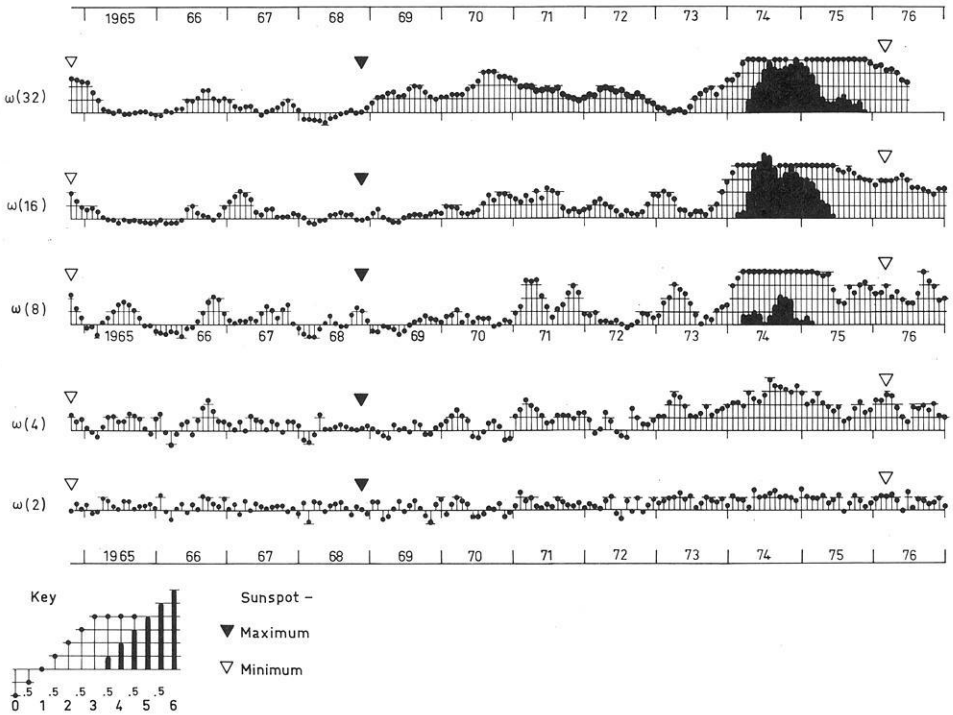 1965 66 67 68 69 70 71 72 73 74 75 76
ω(32)
ω(16)
ω(8)
1965 66 67 68 69 70 71 72 73 74 75 76
ω(4)
ω(2)
1965 66 67 68 69 70 71 72 73 74 75 76
Key
Sunspot –
Maximum
Minimum
.5 .5 .5 .5 .5 .5
0 1 2 3 4 5 6